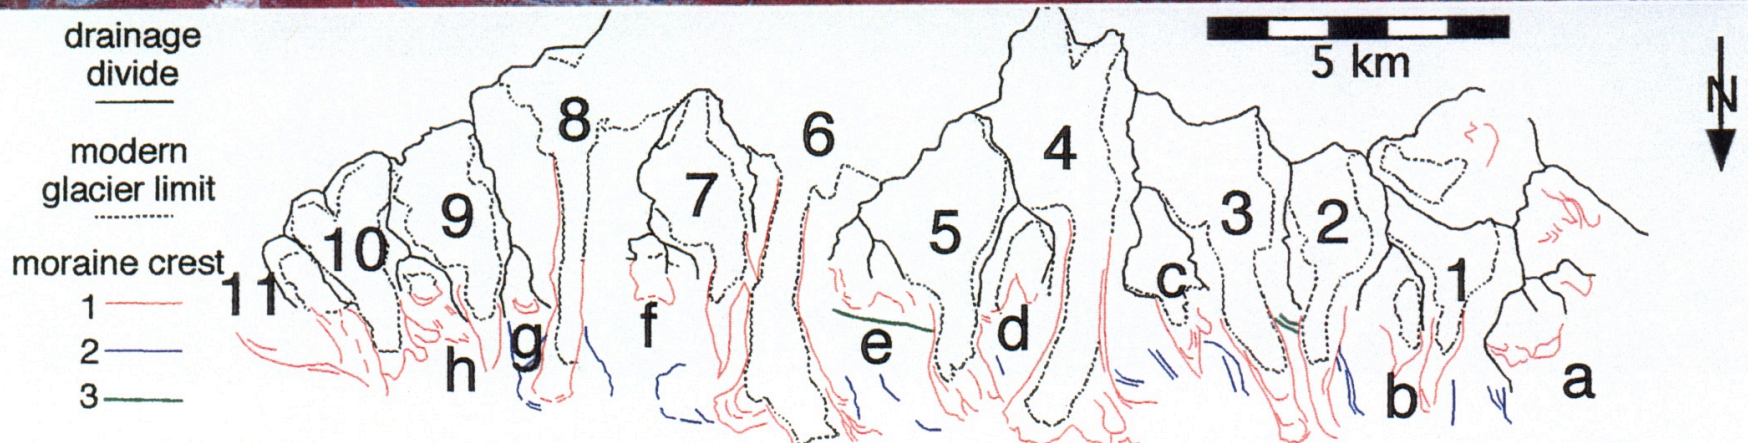 drainage
divide
modern
glacier limit
moraine crest
1
2
3
5 km
N
8
6
4
7
9
10
5
3
2
1
11
c
d
e
f
g
h
b
a